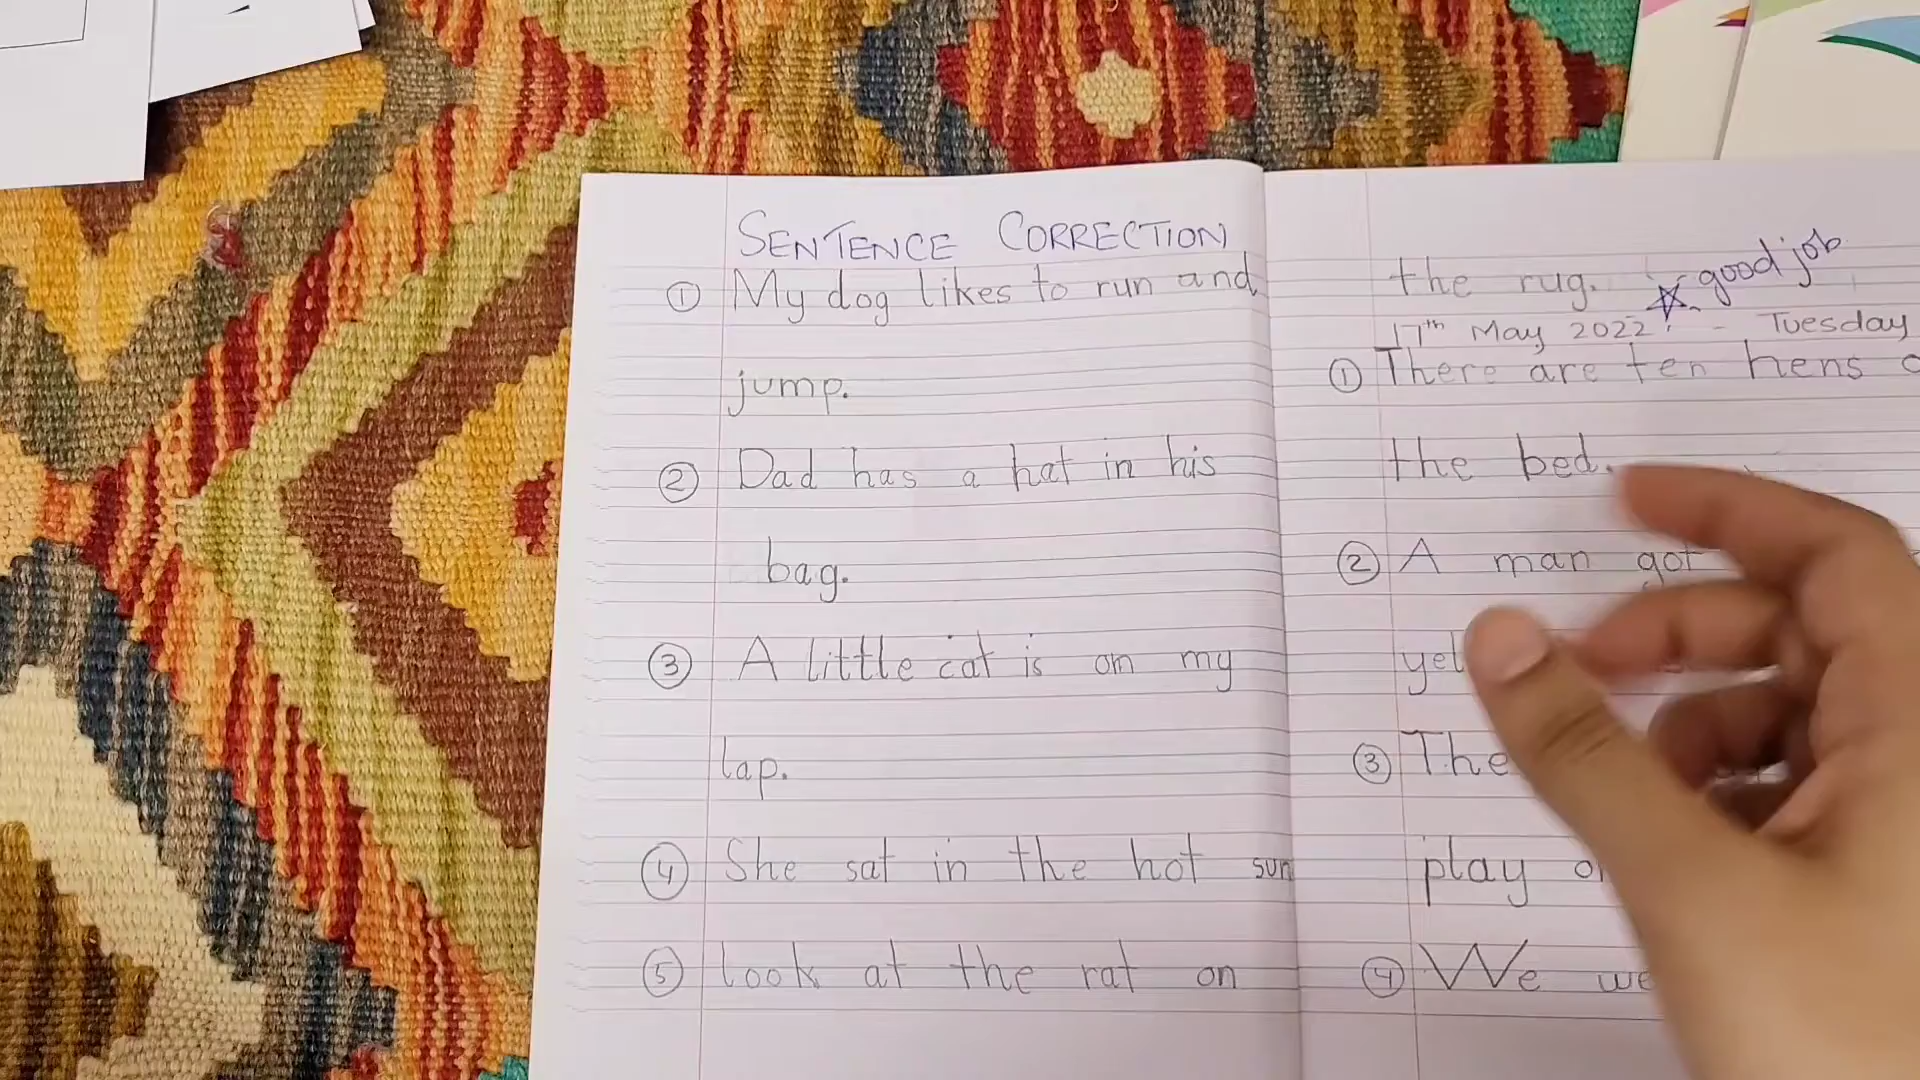 SENTENCE CORRECTION
① My dog likes to run and
jump.
② Dad has a hat in his
bag.
③ A little cat is on my
lap.
④ She sat in the hot sun
⑤ look at the rat on
the rug. good job
17th May 2022 - Tuesday
① There are ten hens
the bed.
② A man got
③ The
play
④ We